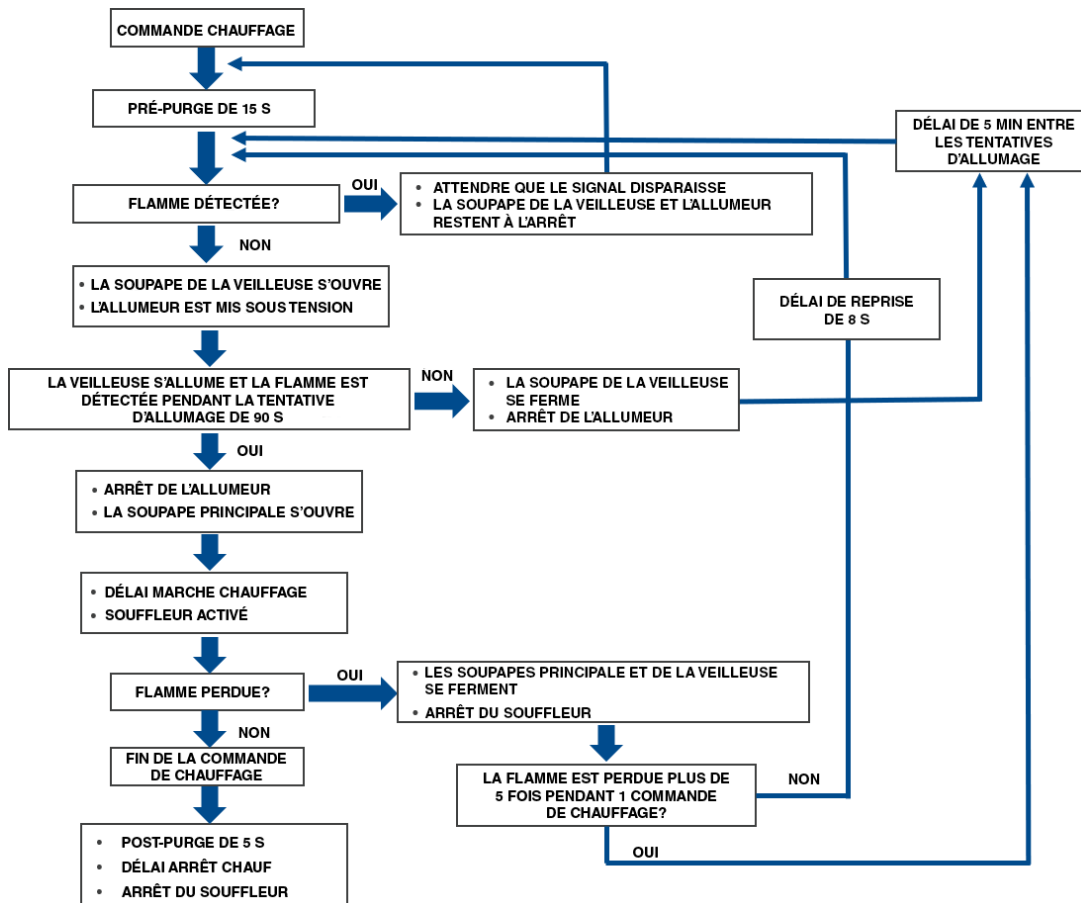 COMMANDE CHAUFFAGE
PRÉ-PURGE DE 15 S
DÉLAI DE 5 MIN ENTRE
LES TENTATIVES
D'ALLUMAGE
FLAMME DÉTECTÉE?
OUI
• ATTENDRE QUE LE SIGNAL DISPARAISSE
• LA SOUPAPE DE LA VEILLEUSE ET L'ALLUMEUR
RESTENT À L'ARRÊT
NON
• LA SOUPAPE DE LA VEILLEUSE S'OUVRE
• L'ALLUMEUR EST MIS SOUS TENSION
DÉLAI DE REPRISE
DE 8 S
LA VEILLEUSE S'ALLUME ET LA FLAMME EST
DÉTECTÉE PENDANT LA TENTATIVE
D'ALLUMAGE DE 90 S
NON
• LA SOUPAPE DE LA VEILLEUSE
SE FERME
• ARRÊT DE L'ALLUMEUR
OUI
• ARRÊT DE L'ALLUMEUR
• LA SOUPAPE PRINCIPALE S'OUVRE
• DÉLAI MARCHE CHAUFFAGE
• SOUFFLEUR ACTIVÉ
FLAMME PERDUE?
OUI
• LES SOUPAPES PRINCIPALE ET DE LA VEILLEUSE
SE FERMENT
• ARRÊT DU SOUFFLEUR
NON
FIN DE LA COMMANDE
DE CHAUFFAGE
LA FLAMME EST PERDUE PLUS DE
5 FOIS PENDANT 1 COMMANDE
DE CHAUFFAGE?
NON
OUI
• POST-PURGE DE 5 S
• DÉLAI ARRÊT CHAUF
• ARRÊT DU SOUFFLEUR